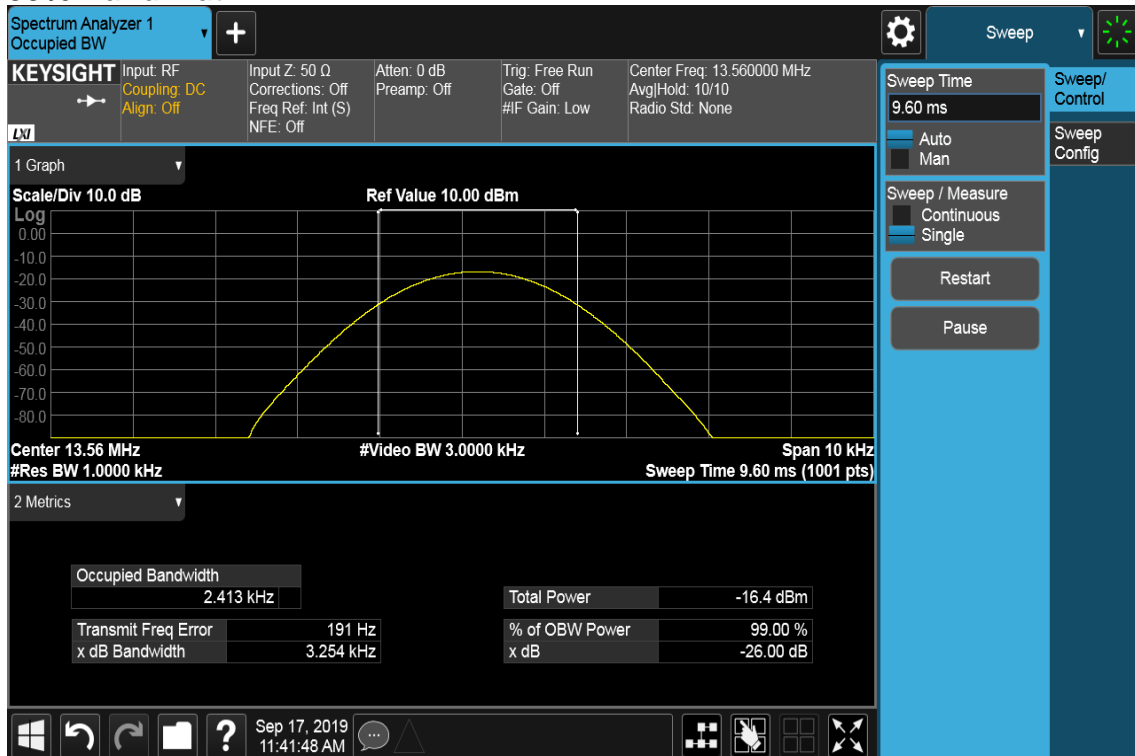 Spectrum Analyzer 1
Occupied BW
+
Sweep
KEYSIGHT
LXI
Input: RF
Coupling: DC
Align: Off
Input Z: 50 Ω
Corrections: Off
Freq Ref: Int (S)
NFE: Off
Atten: 0 dB
Preamp: Off
Trig: Free Run
Gate: Off
#IF Gain: Low
Center Freq: 13.560000 MHz
Avg|Hold: 10/10
Radio Std: None
Sweep Time
9.60 ms
Auto
Man
Sweep / Measure
Continuous
Single
Restart
Pause
Sweep/
Control
Sweep
Config
1 Graph
Scale/Div 10.0 dB
Ref Value 10.00 dBm
Log
0.00
-10.0
-20.0
-30.0
-40.0
-50.0
-60.0
-70.0
-80.0
Center 13.56 MHz
#Video BW 3.0000 kHz
Span 10 kHz
#Res BW 1.0000 kHz
Sweep Time 9.60 ms (1001 pts)
2 Metrics
Occupied Bandwidth
2.413 kHz
Total Power -16.4 dBm
Transmit Freq Error 191 Hz
% of OBW Power 99.00 %
x dB Bandwidth 3.254 kHz
x dB -26.00 dB
?
Sep 17, 2019
11:41:48 AM